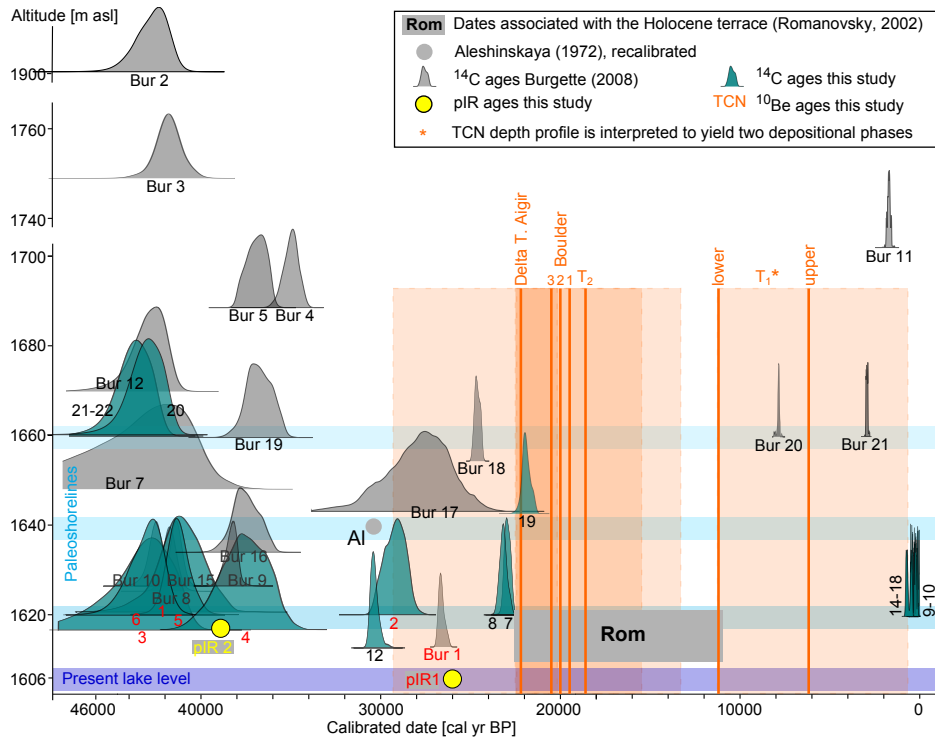 Altitude [m asl]
Rom Dates associated with the Holocene terrace (Romanovsky, 2002)
Aleshinskaya (1972), recalibrated
14C ages Burgette (2008)
14C ages this study
pIR ages this study
TCN 10Be ages this study
* TCN depth profile is interpreted to yield two depositional phases
1900
Bur 2
1760
Bur 3
1740
1700
Bur 5 Bur 4
Delta T. Aigir
3 2 1
Boulder
T2
lower
T1*
upper
Bur 11
1680
Bur 12
21-22
20
1660
Bur 19
Bur 18
Bur 20
Bur 21
Bur 7
Bur 17
19
Paleoshorelines
1640
Al
Bur 16
Bur 10 Bur 15 Bur 9
Bur 8
1620
6 1 5
3
4
2
8 7
14-18
9-10
pIR 2
12
Bur 1
Rom
1606
Present lake level
pIR1
46000
40000
30000
20000
10000
0
Calibrated date [cal yr BP]